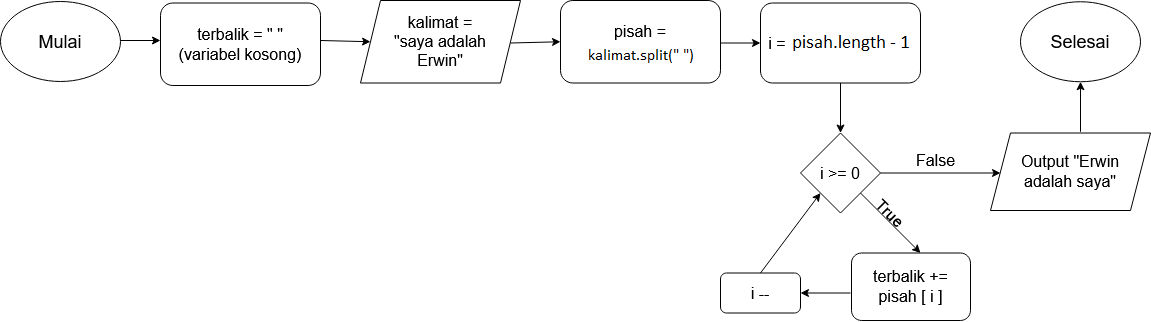 Mulai
terbalik = " "
(variabel kosong)
kalimat =
"saya adalah
Erwin"
pisah =
kalimat.split(" ")
i = pisah.length - 1
i >= 0
False
Output "Erwin
adalah saya"
Selesai
True
terbalik +=
pisah [ i ]
i --